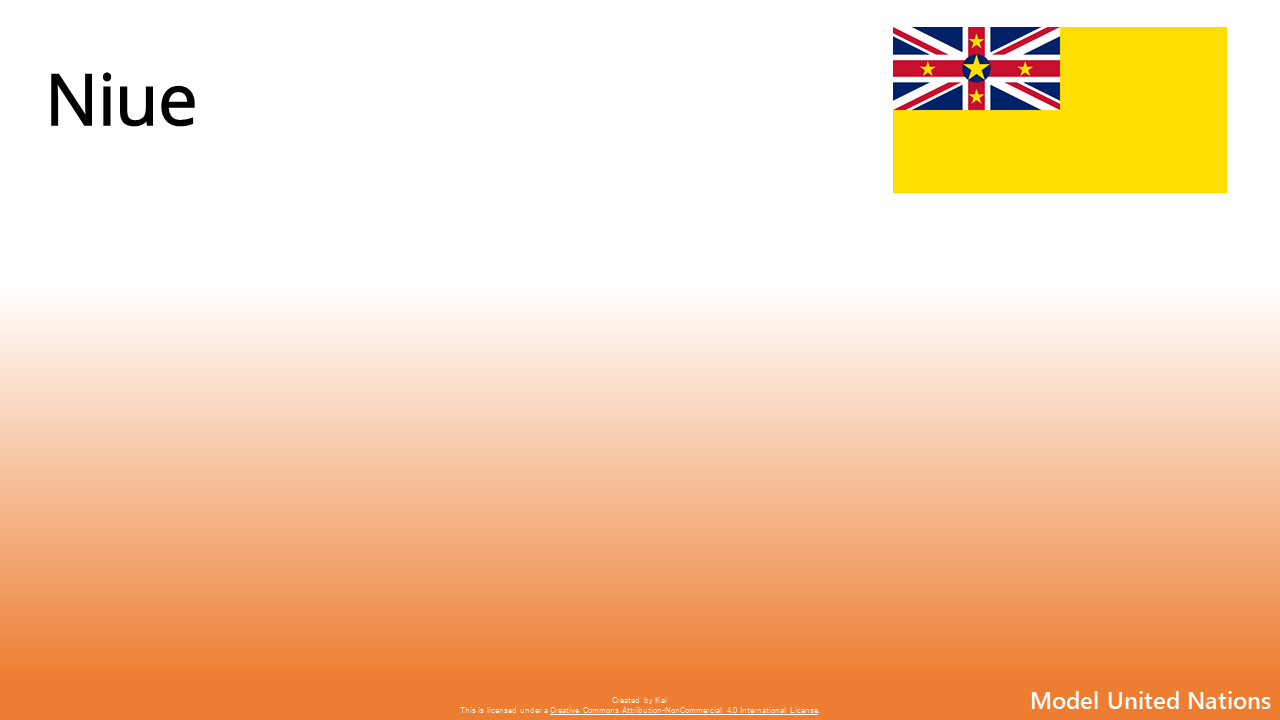 Niue
Created by Kai
This is licensed under a Creative Commons Attribution-NonCommercial 4.0 International License.
Model United Nations